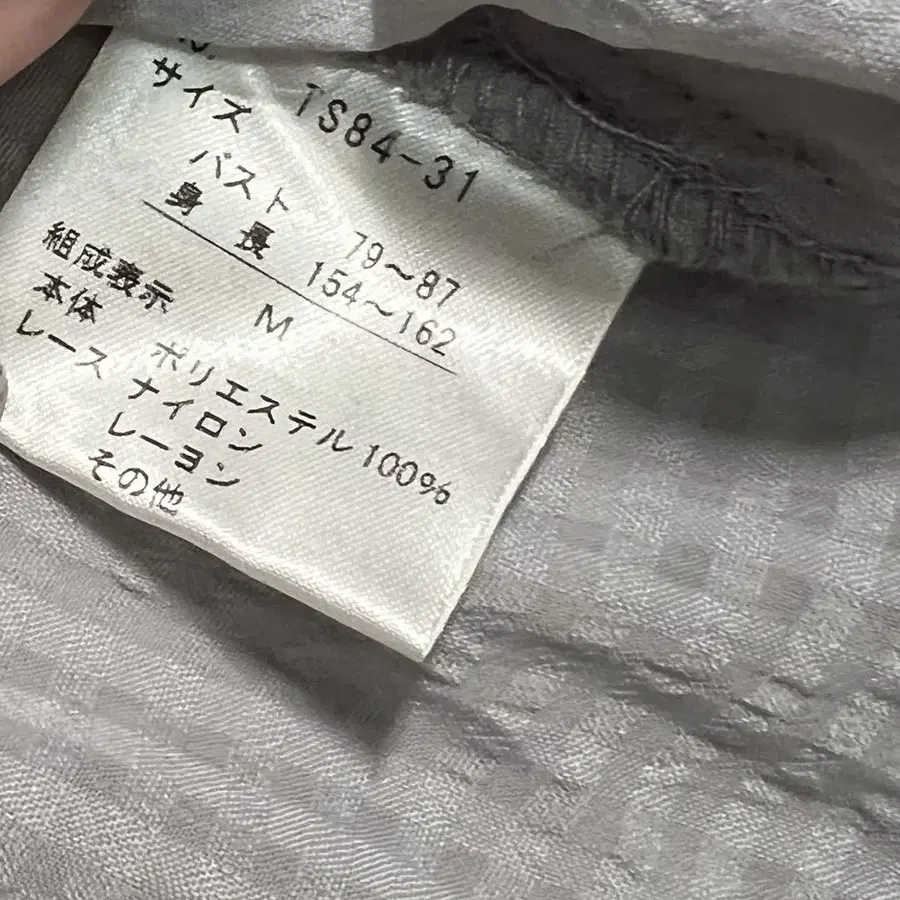 TS84-31
サイズ
バスト 79～87
身長 154～162
M
組成表示
本体 ポリエステル100%
レース ナイロン
レーヨン
その他